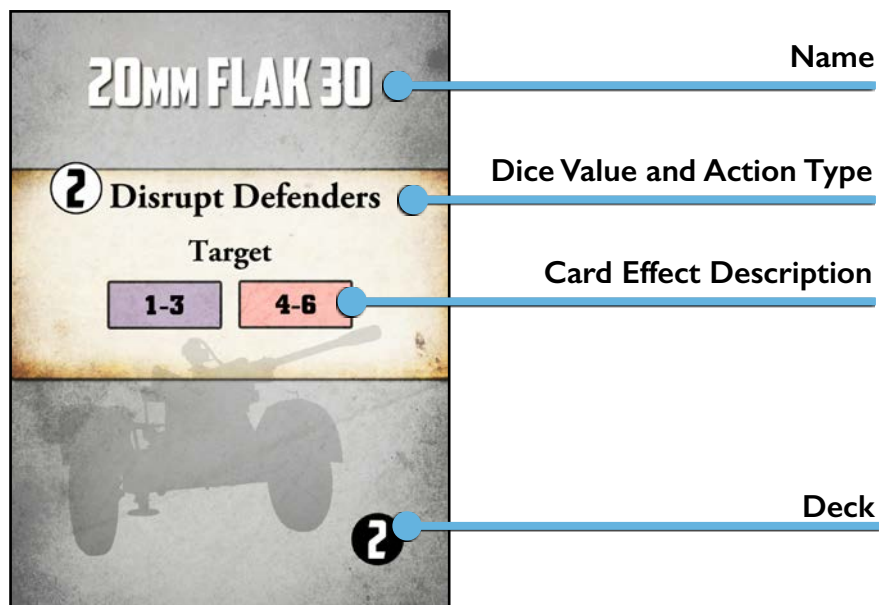 20MM FLAK 30
Name
2 Disrupt Defenders
Dice Value and Action Type
Target
1-3 4-6
Card Effect Description
2
Deck